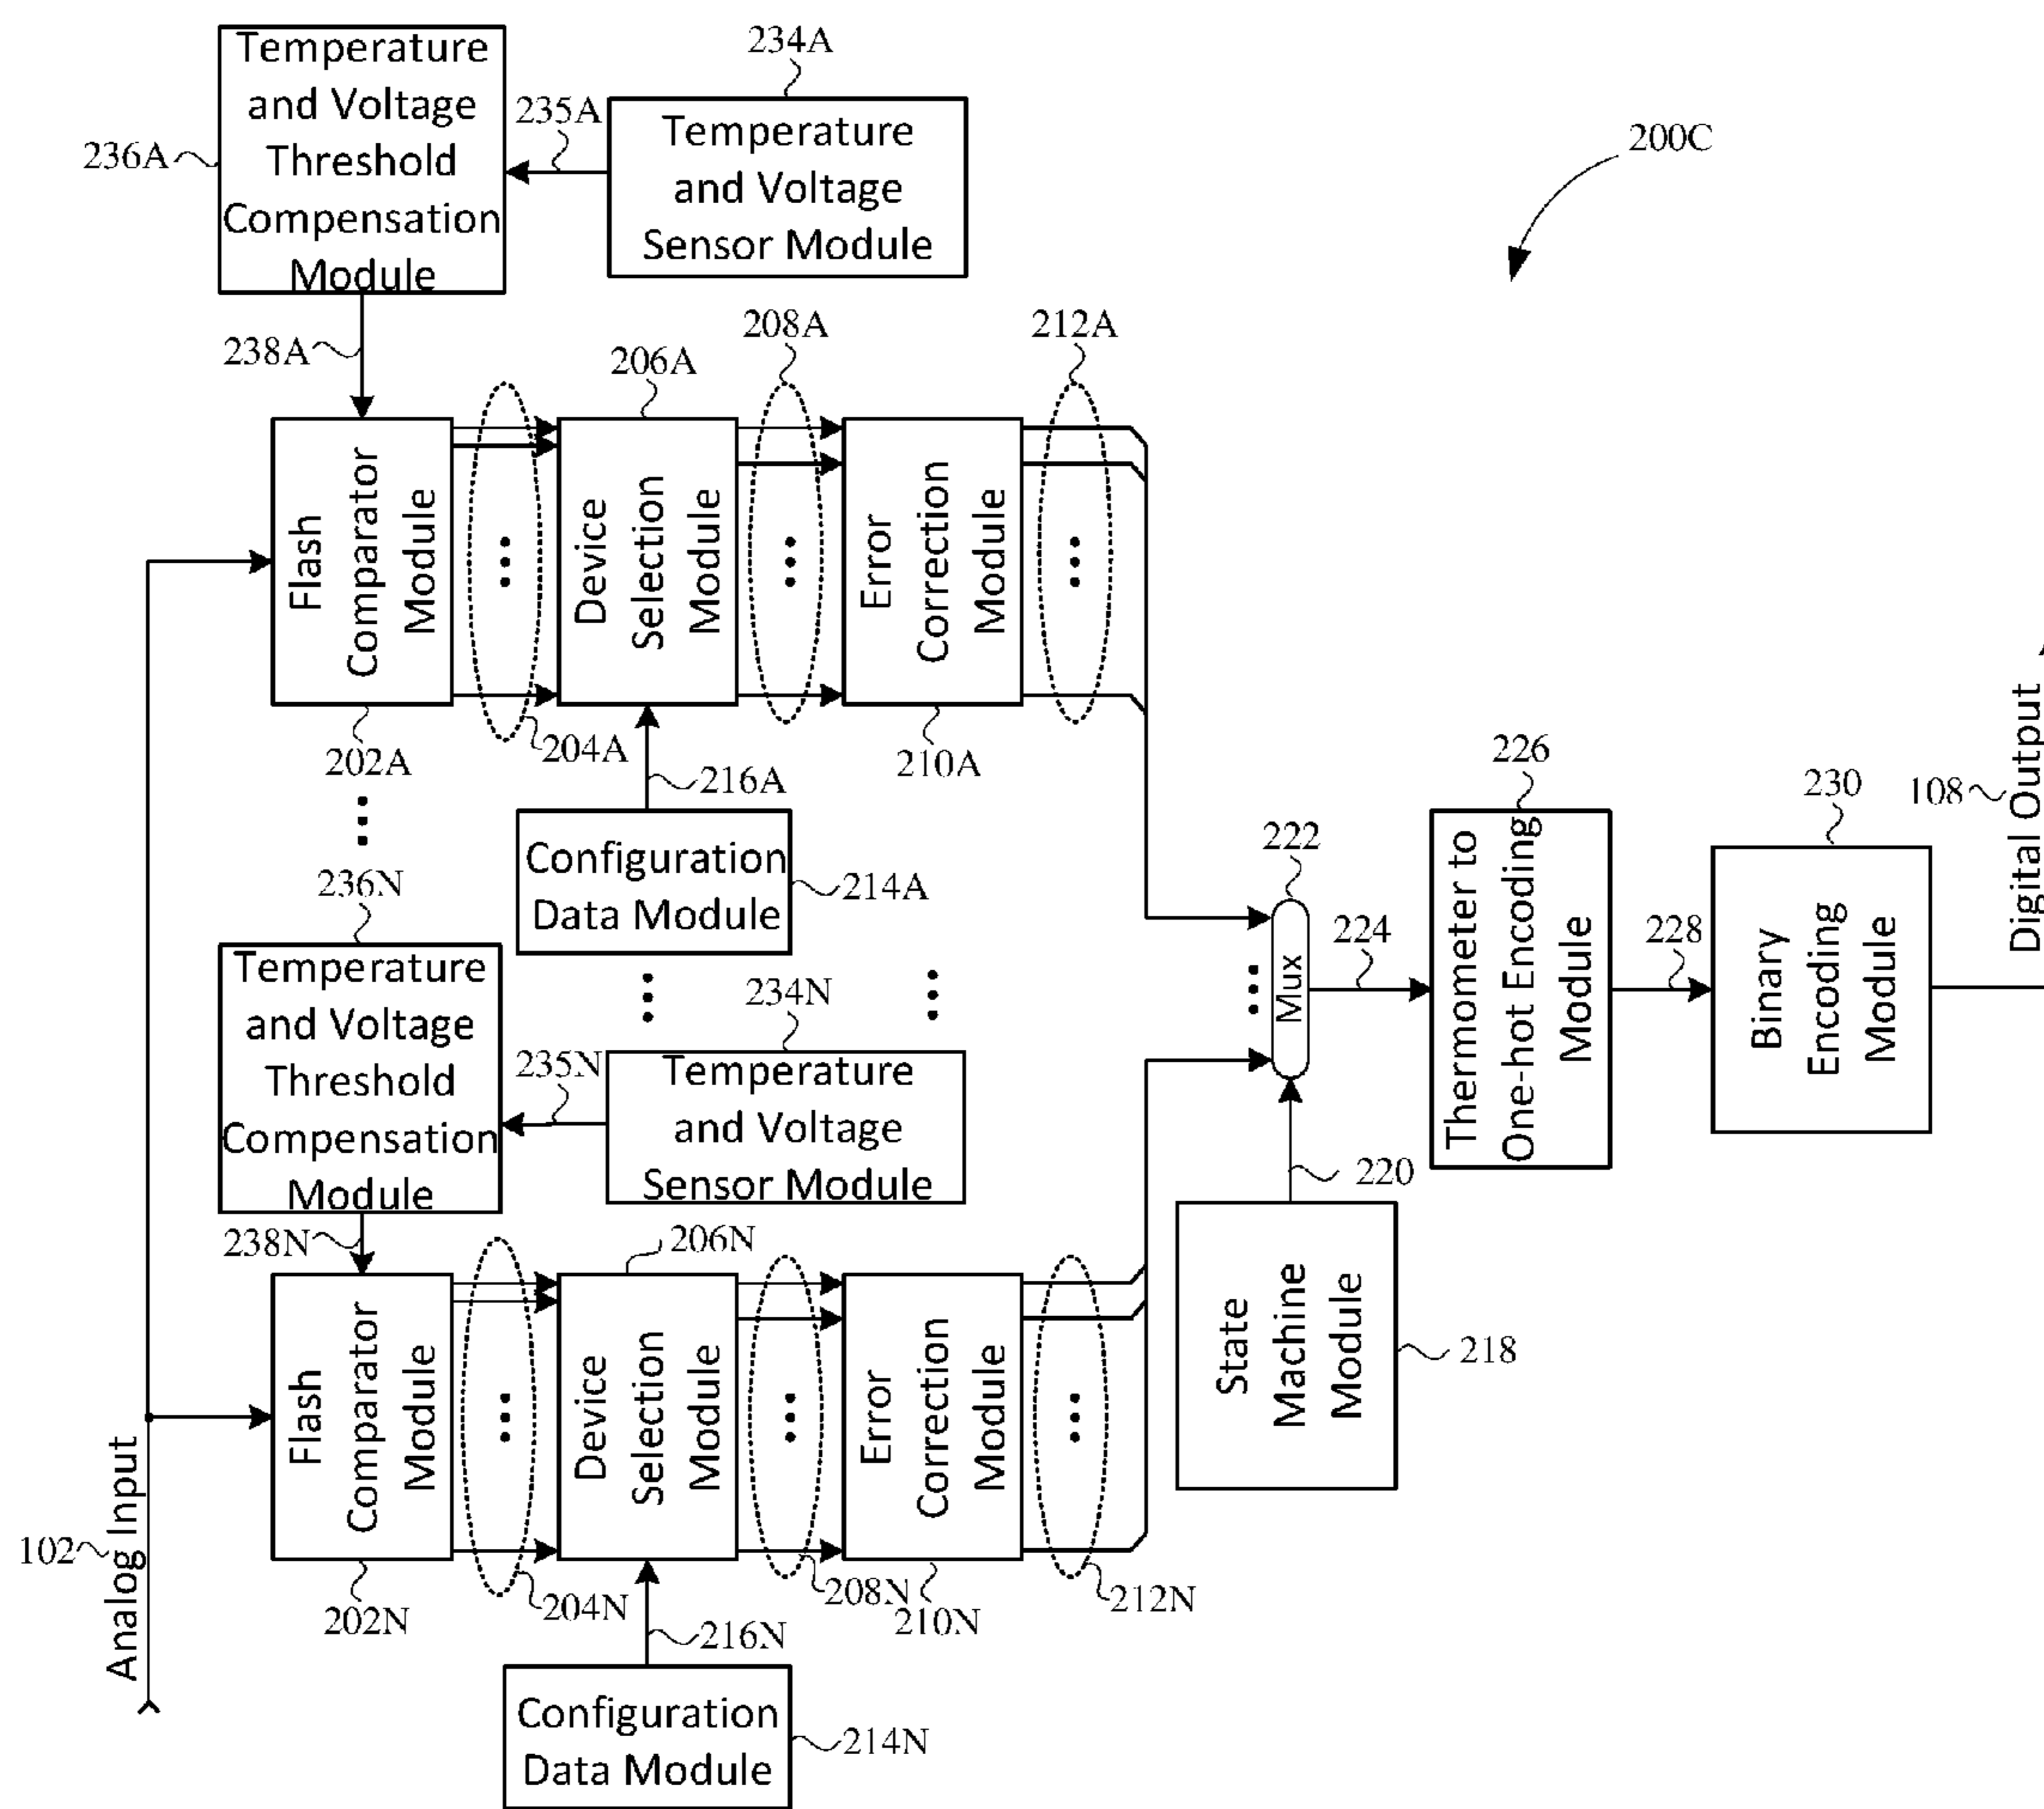 Temperature
and Voltage
Threshold
Compensation
Module
236A
235A
234A
Temperature
and Voltage
Sensor Module
200C
238A
206A
208A
212A
Flash
Comparator
Module
Device
Selection
Module
Error
Correction
Module
202A
204A
210A
216A
Configuration
Data Module
214A
236N
Temperature
and Voltage
Threshold
Compensation
Module
235N
234N
Temperature
and Voltage
Sensor Module
222
Mux
224
226
Thermometer to
One-hot Encoding
Module
228
230
Binary
Encoding
Module
108
Digital Output
220
State
Machine
Module
218
238N
206N
Flash
Comparator
Module
Device
Selection
Module
Error
Correction
Module
102
Analog Input
202N
204N
208N
210N
212N
216N
Configuration
Data Module
214N